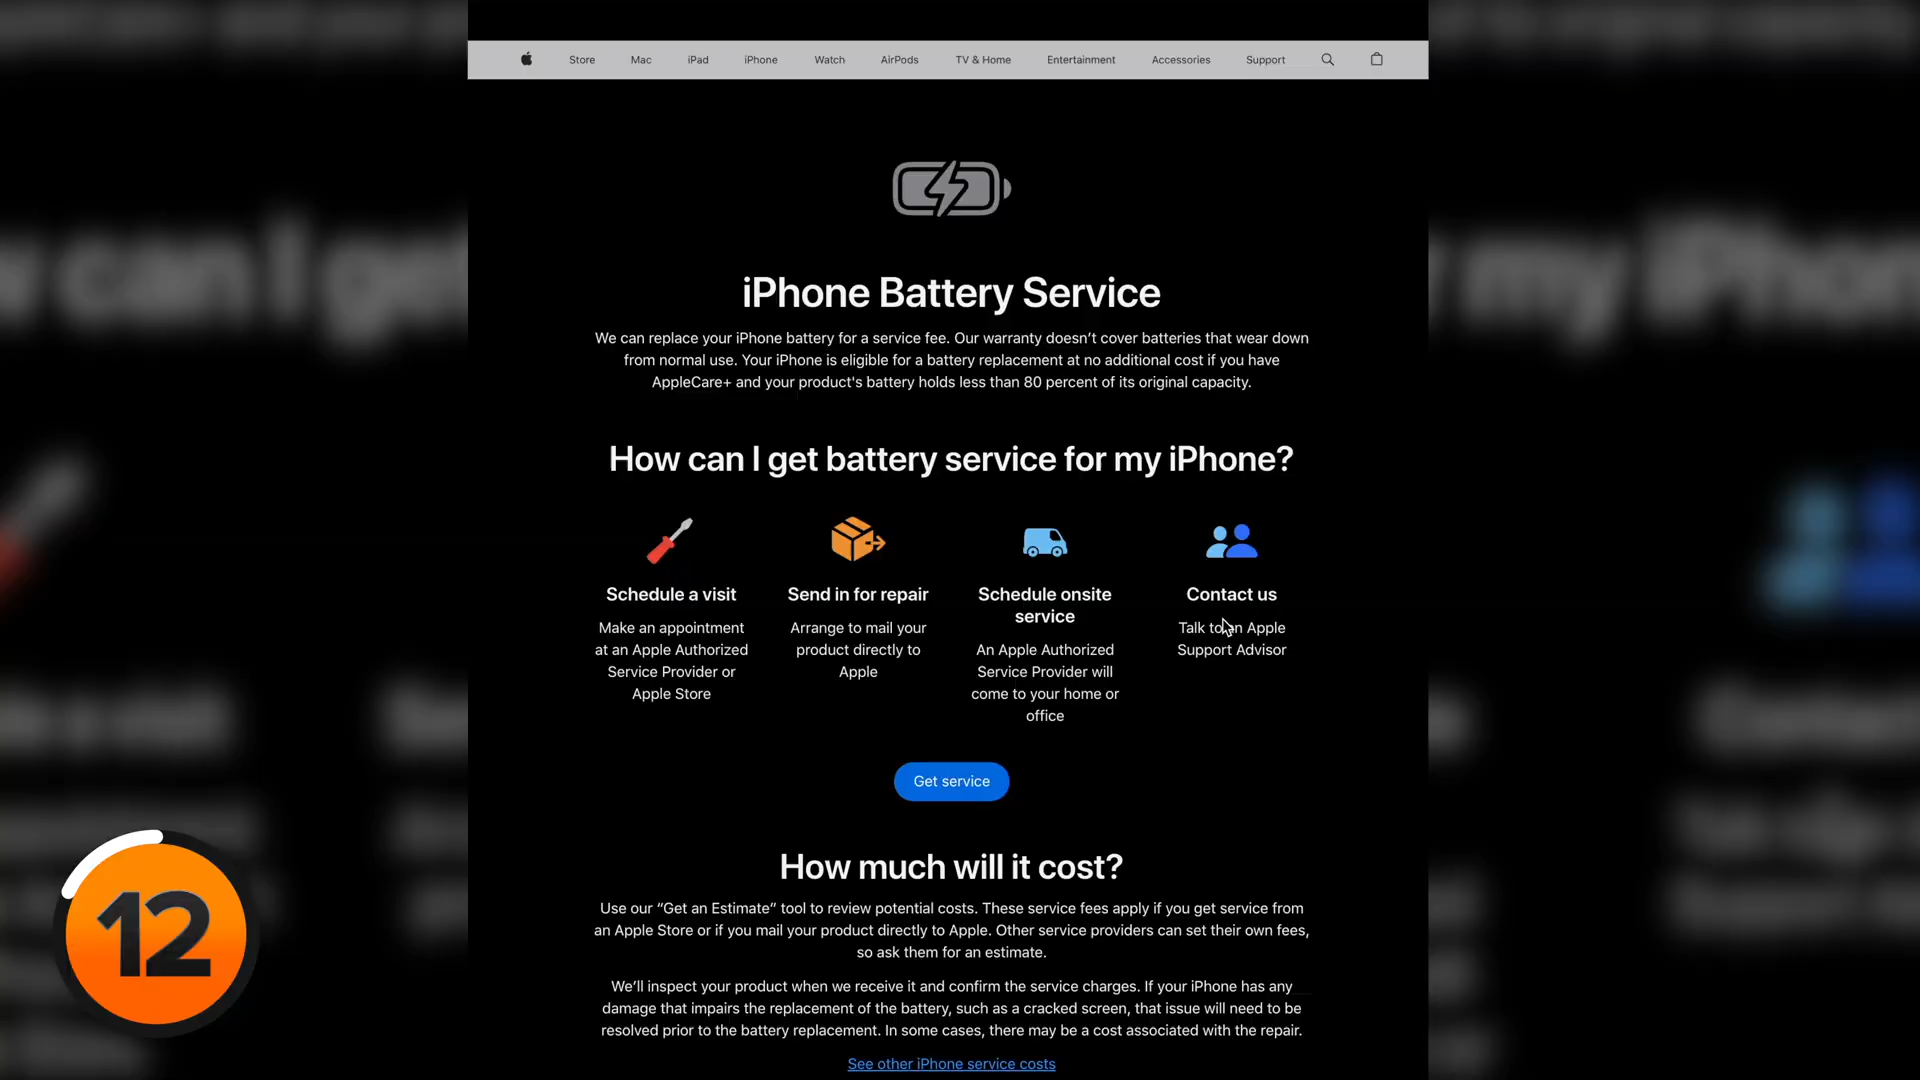 Store Mac iPad iPhone Watch AirPods TV & Home Entertainment Accessories Support
iPhone Battery Service
We can replace your iPhone battery for a service fee. Our warranty doesn’t cover batteries that wear down
from normal use. Your iPhone is eligible for a battery replacement at no additional cost if you have
AppleCare+ and your product's battery holds less than 80 percent of its original capacity.
How can I get battery service for my iPhone?
Schedule a visit
Make an appointment
at an Apple Authorized
Service Provider or
Apple Store
Send in for repair
Arrange to mail your
product directly to
Apple
Schedule onsite
service
An Apple Authorized
Service Provider will
come to your home or
office
Contact us
Talk to an Apple
Support Advisor
Get service
How much will it cost?
Use our “Get an Estimate” tool to review potential costs. These service fees apply if you get service from
an Apple Store or if you mail your product directly to Apple. Other service providers can set their own fees,
so ask them for an estimate.
We’ll inspect your product when we receive it and confirm the service charges. If your iPhone has any
damage that impairs the replacement of the battery, such as a cracked screen, that issue will need to be
resolved prior to the battery replacement. In some cases, there may be a cost associated with the repair.
See other iPhone service costs
12